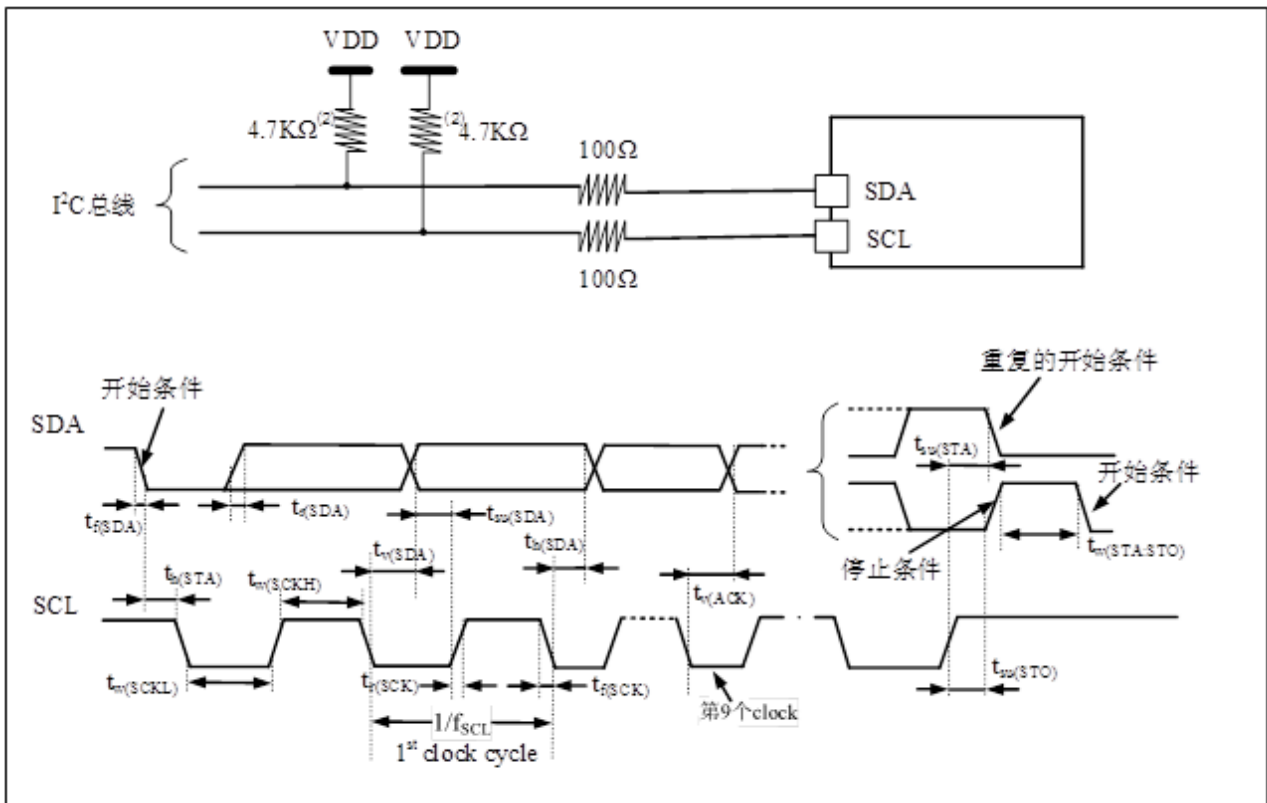 VDD VDD
4.7KΩ(2) (2)4.7KΩ
100Ω
I²C总线
SDA
SCL
100Ω
重复的开始条件
开始条件
SDA
tsu(STA)
开始条件
tf(SDA) tr(SDA) tsu(SDA)
tv(SDA) th(SDA)
tw(STA:STO)
停止条件
th(STA) tw(SCKH)
tv(ACK)
SCL
tw(SCKL) tr(SCK) tf(SCK)
tsu(STO)
第9个clock
1/fSCL
1st clock cycle